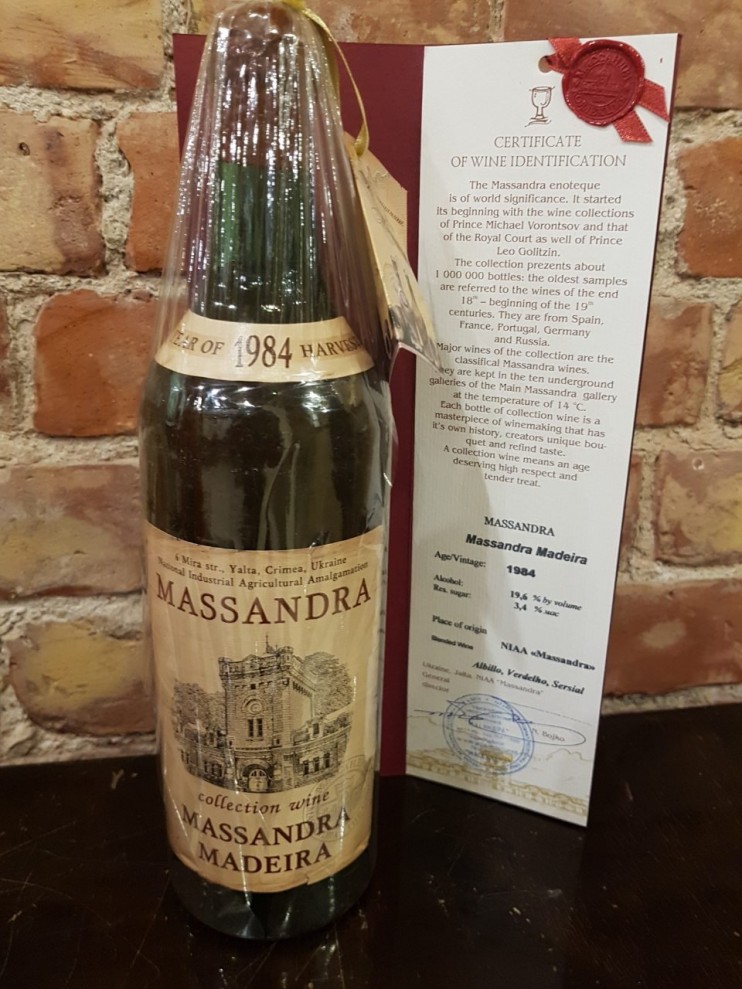 YEAR OF 1984 HARVEST
6 Mira str., Yalta, Crimea, Ukraine
National Industrial Agricultural Amalgamation
MASSANDRA
collection wine
MASSANDRA
MADEIRA
CERTIFICATE
OF WINE IDENTIFICATION
The Massandra enoteque
is of world significance. It started
its beginning with the wine collections
of Prince Michael Vorontsov and that
of the Royal Court as well of Prince
Leo Golitzin.
The collection prezents about
1 000 000 bottles: the oldest samples
are referred to the wines of the end
18th – beginning of the 19th
centuries. They are from Spain,
France, Portugal, Germany
and Russia.
Major wines of the collection are the
classifical Massandra wines.
They are kept in the ten underground
galleries of the Main Massandra gallery
at the temperature of 14 °C.
Each bottle of collection wine is a
masterpiece of winemaking that has
it's own history, creators unique bou-
quet and refind taste.
A collection wine means an age
deserving high respect and
tender treat.
MASSANDRA
Massandra Madeira
Age/Vintage: 1984
Alcohol: 19,6 % by volume
Res. sugar: 3,4 % мас
Place of origin
NIAA «Massandra»
Blended Wine
Albillo, Verdelho, Sersial
Ukraine, Jalta, NIAA "Massandra"
General
director
N. Bojko